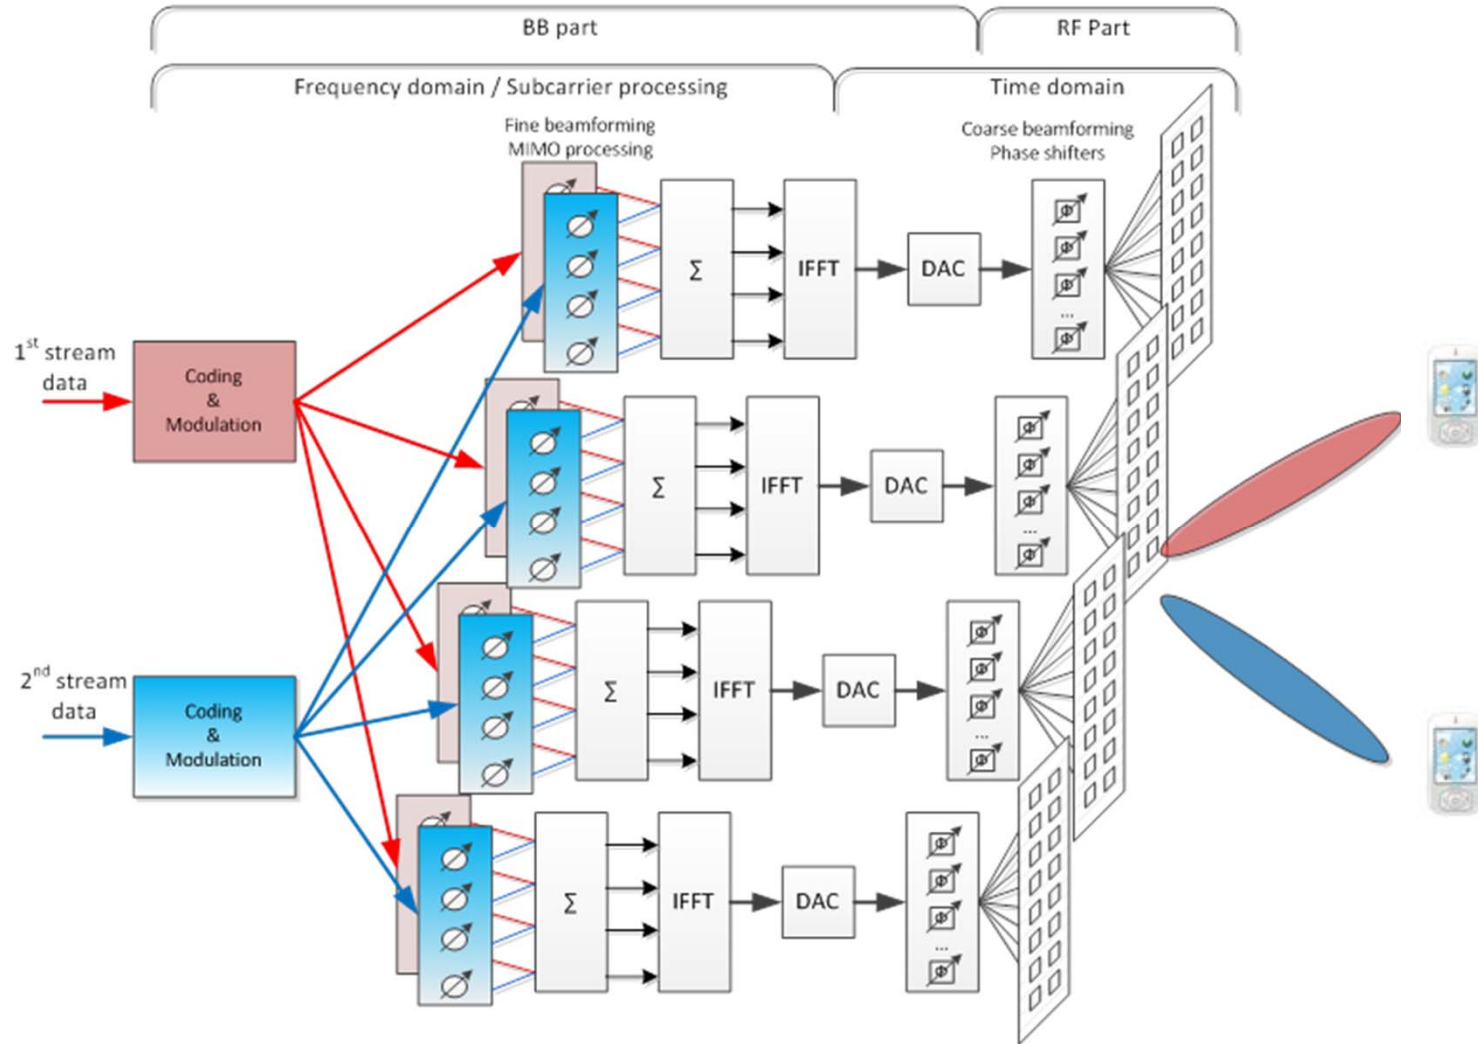 BB part
RF Part
Frequency domain / Subcarrier processing
Time domain
Fine beamforming
MIMO processing
Coarse beamforming
Phase shifters
Σ
IFFT
DAC
Φ
Φ
Φ
...
Φ
1st stream
data
Coding
&
Modulation
Σ
IFFT
DAC
Φ
Φ
Φ
...
Φ
2nd stream
data
Coding
&
Modulation
Σ
IFFT
DAC
Φ
Φ
Φ
...
Φ
Σ
IFFT
DAC
Φ
Φ
Φ
...
Φ